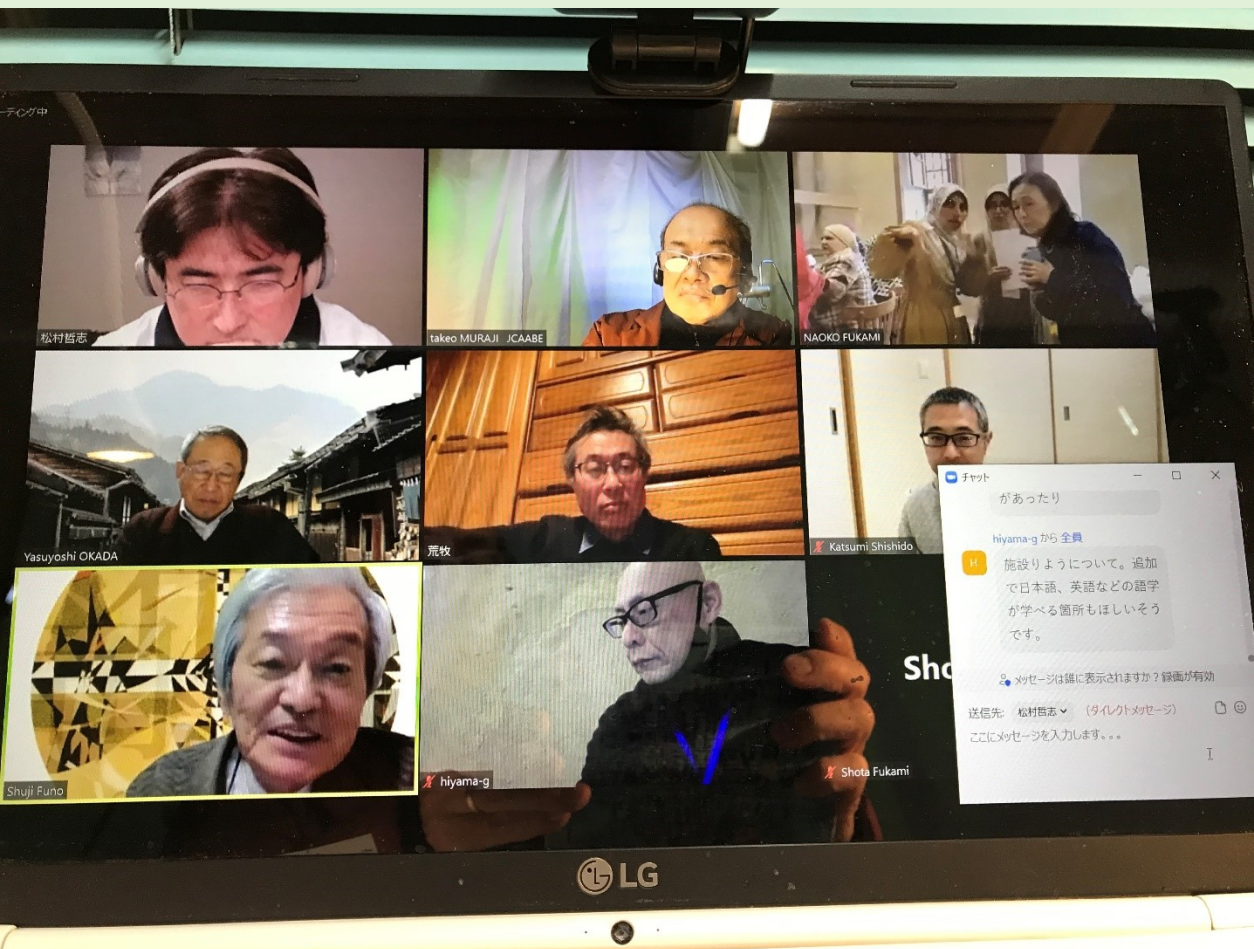 ーティング中
松村哲志
takeo MURAJI JCAABE
NAOKO FUKAMI
Yasuyoshi OKADA
荒牧
Katsumi Shishido
Shuji Funo
hiyama-g
Sho
Shota Fukami
チャット
があったり
hiyama-g から 全員
H
施設りようについて。追加
で日本語、英語などの語学
が学べる箇所もほしいそう
です。
メッセージは誰に表示されますか？録画が有効
送信先: 松村哲志 (ダイレクトメッセージ)
ここにメッセージを入力します。。。
LG